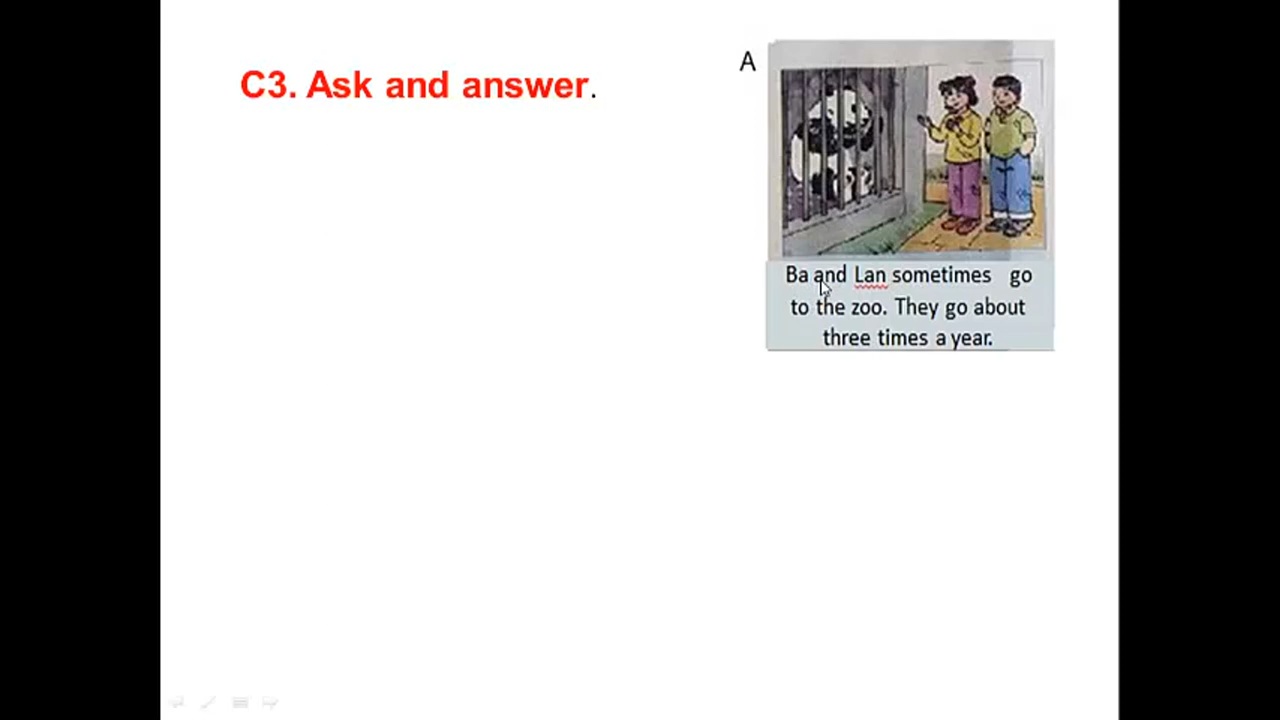 C3. Ask and answer.
A
Ba and Lan sometimes go
to the zoo. They go about
three times a year.